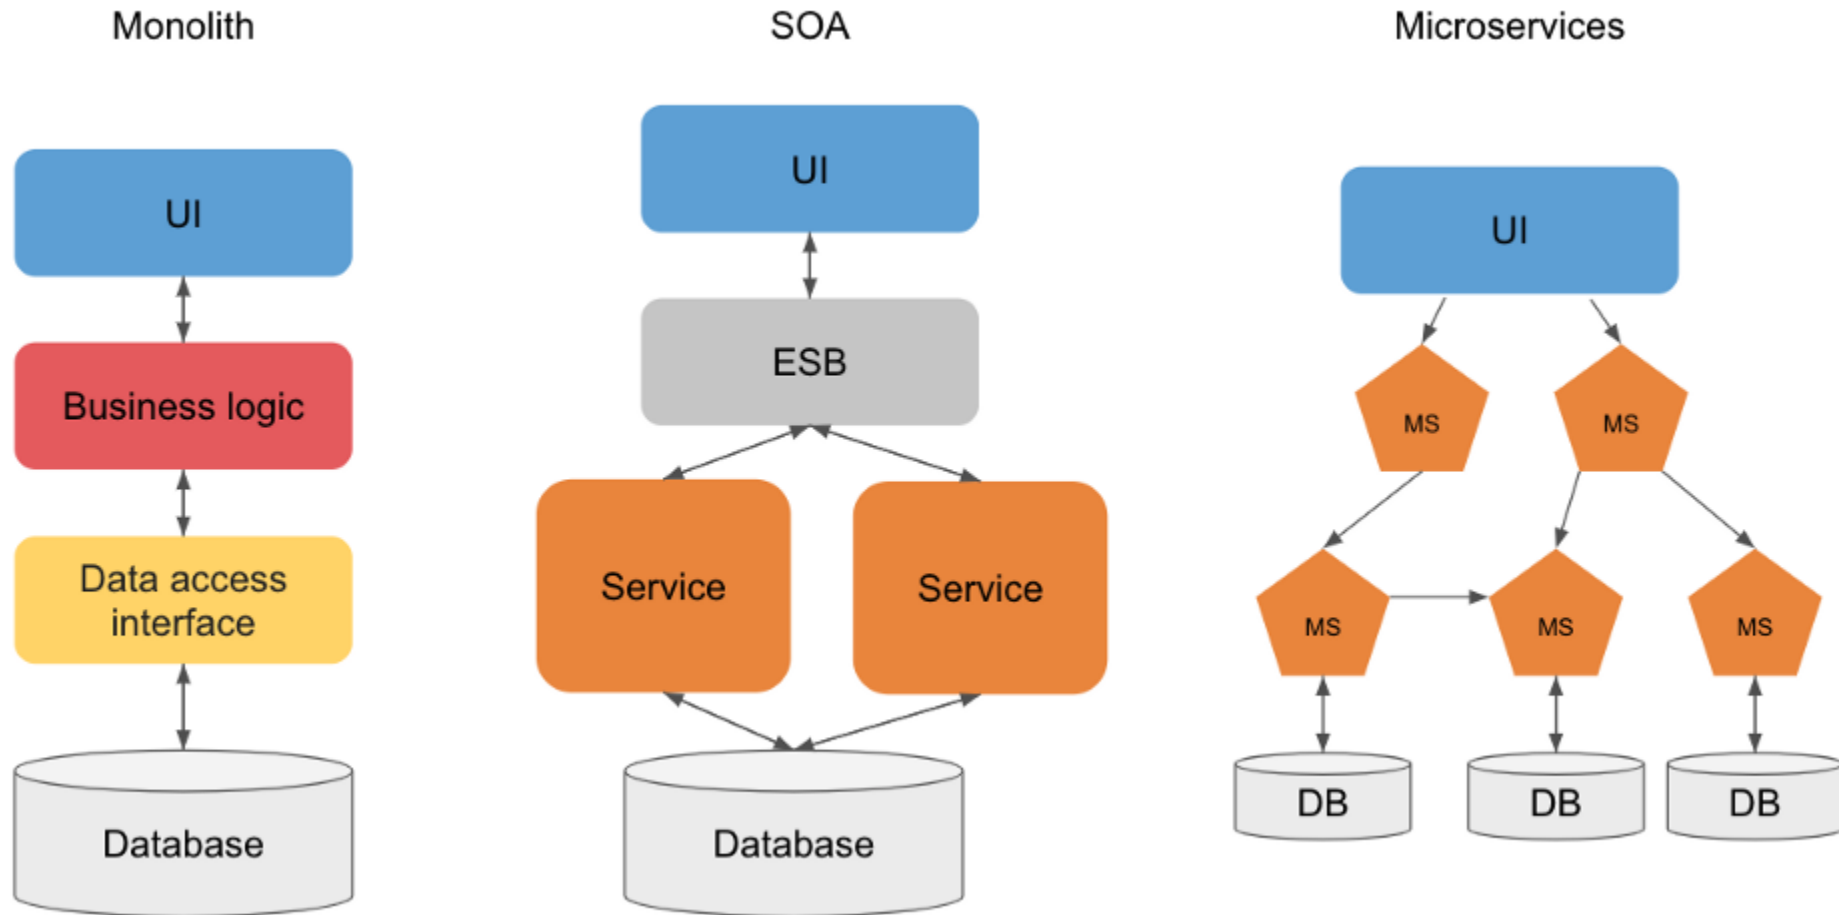 Monolith
SOA
Microservices
UI
Business logic
Data access
interface
Database
UI
ESB
Service
Service
Database
UI
MS
MS
MS
MS
MS
DB
DB
DB